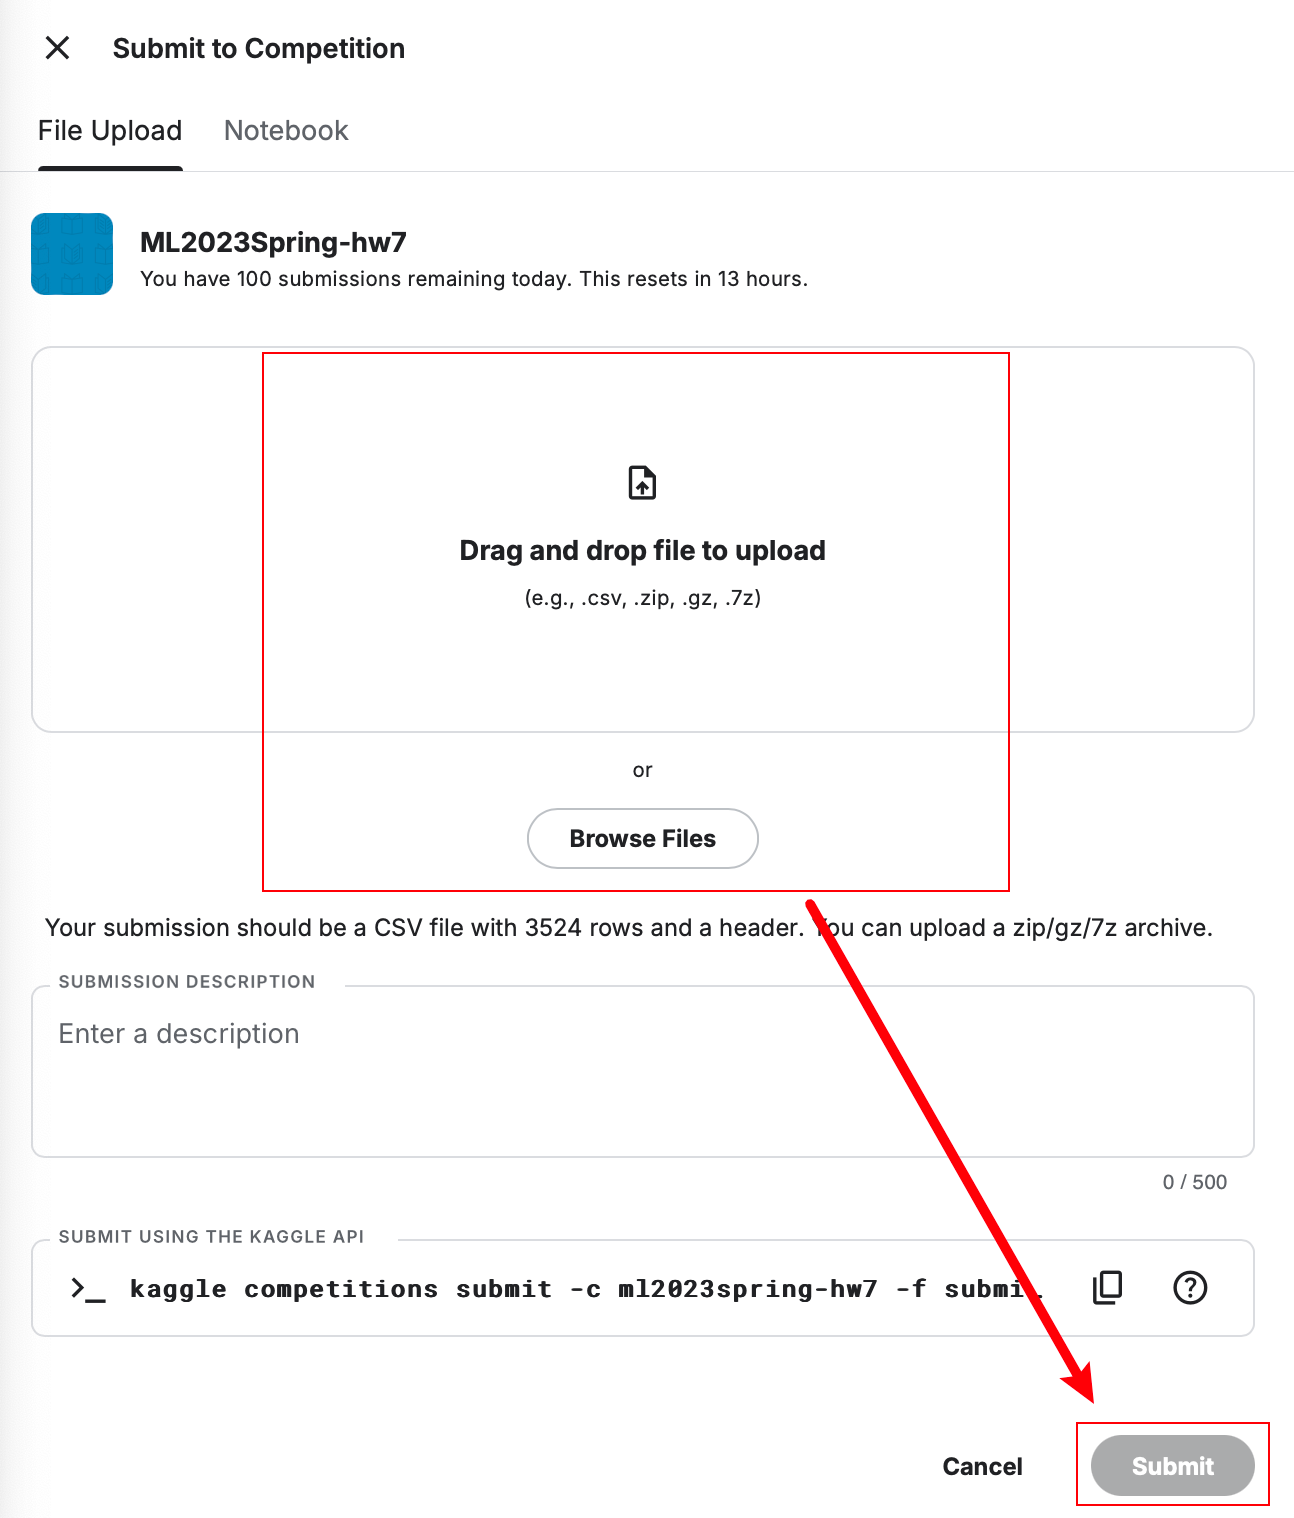 Submit to Competition
File Upload
Notebook
ML2023Spring-hw7
You have 100 submissions remaining today. This resets in 13 hours.
Drag and drop file to upload
(e.g., .csv, .zip, .gz, .7z)
or
Browse Files
Your submission should be a CSV file with 3524 rows and a header. You can upload a zip/gz/7z archive.
SUBMISSION DESCRIPTION
Enter a description
0 / 500
SUBMIT USING THE KAGGLE API
>_ kaggle competitions submit -c ml2023spring-hw7 -f submi
Cancel
Submit